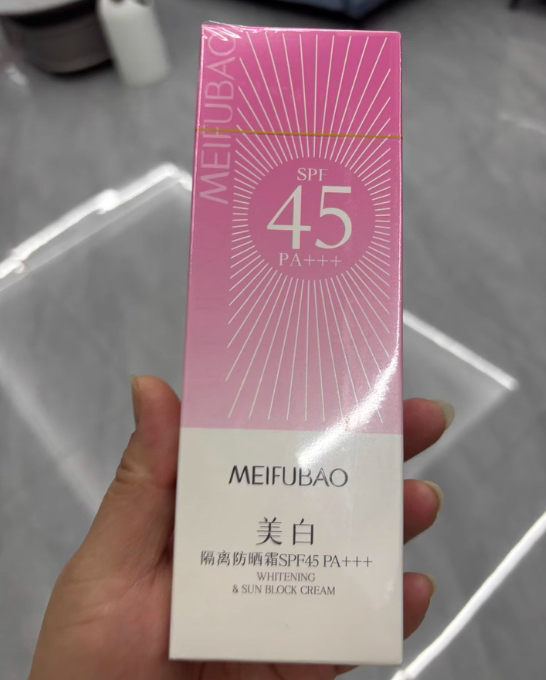 MEIFUBAO
SPF
45
PA+++
MEIFUBAO
美白
隔离防晒霜SPF45 PA+++
WHITENING
& SUN BLOCK CREAM